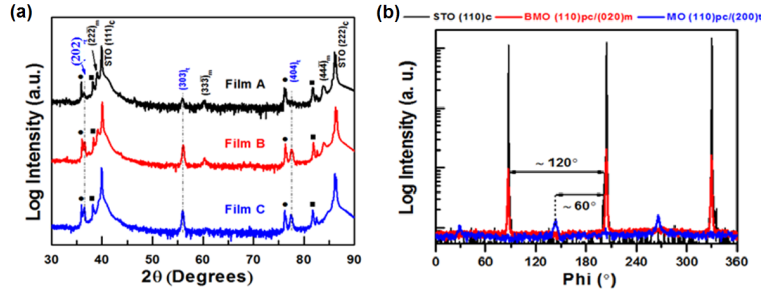 (a)
(b)
Log Intensity (a.u.)
(202)t
(222)m
STO (111)c
(303)t
(333)m
(404)t
(444)m
STO (222)c
Film A
Film B
Film C
30 40 50 60 70 80 90
2θ (Degrees)
STO (110)c BMO (110)pc/(020)m MO (110)pc/(200)t
Log Intensity (a. u.)
~ 120°
~ 60°
0 60 120 180 240 300 360
Phi (°)